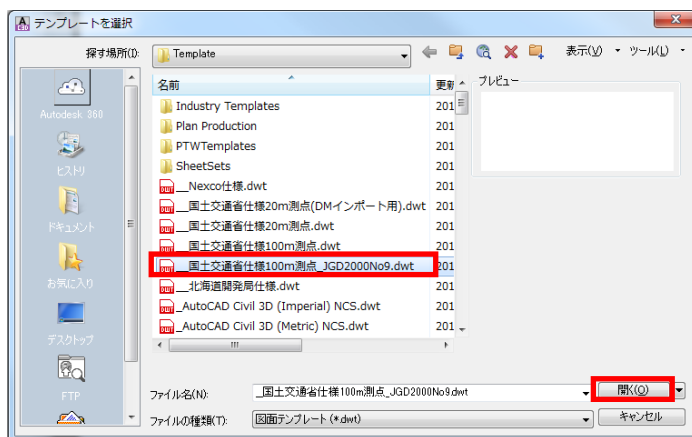 テンプレートを選択
探す場所(I):
Template
表示(V)
ツール(L)
名前
更新
プレビュー
Autodesk 360
Industry Templates 201
Plan Production 201
PTWTemplates 201
SheetSets 201
ヒストリ
__Nexco仕様.dwt 201
__国土交通省仕様20m測点(DMインポート用).dwt 201
ドキュメント
__国土交通省仕様20m測点.dwt 201
__国土交通省仕様100m測点.dwt 201
__国土交通省仕様100m測点_JGD2000No9.dwt 201
お気に入り
__北海道開発局仕様.dwt 201
_AutoCAD Civil 3D (Imperial) NCS.dwt 201
_AutoCAD Civil 3D (Metric) NCS.dwt 201
デスクトップ
FTP
ファイル名(N):
_国土交通省仕様100m測点_JGD2000No9.dwt
開く(O)
ファイルの種類(T):
図面テンプレート (*.dwt)
キャンセル